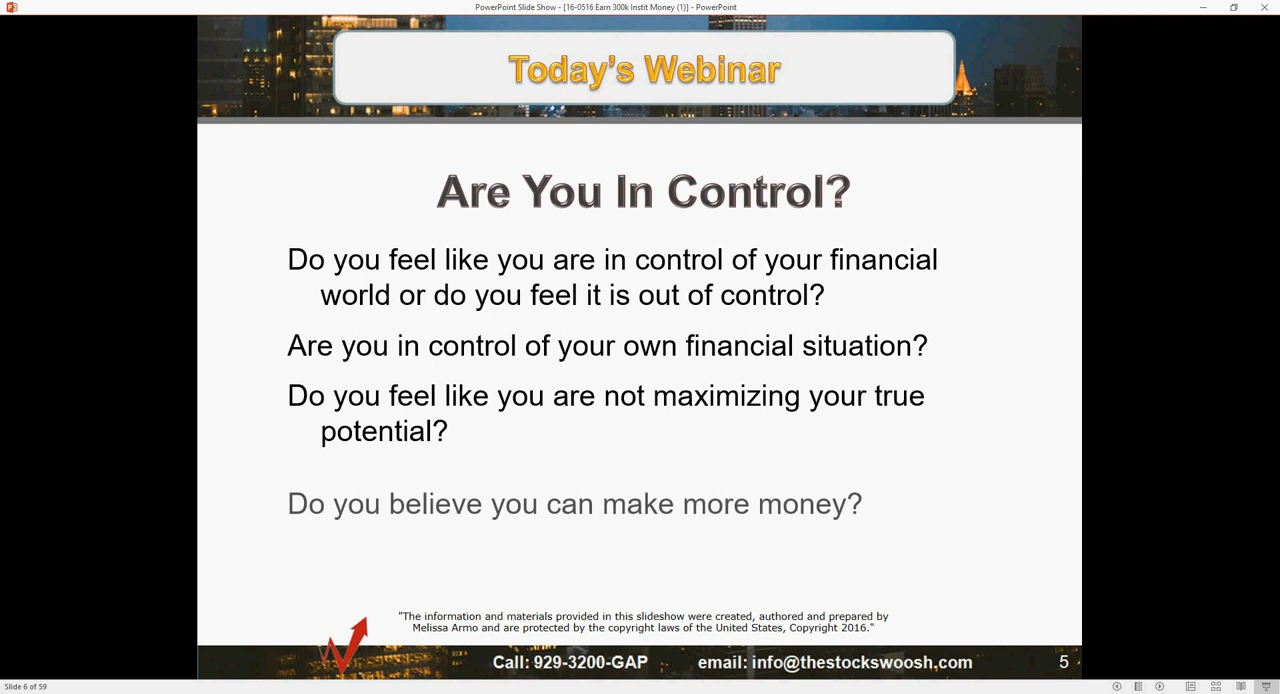 PowerPoint Slide Show - [16-0516 Earn 300k Instit Money (1)] - PowerPoint
Today's Webinar
Are You In Control?
Do you feel like you are in control of your financial
world or do you feel it is out of control?
Are you in control of your own financial situation?
Do you feel like you are not maximizing your true
potential?
Do you believe you can make more money?
"The information and materials provided in this slideshow were created, authored and prepared by
Melissa Armo and are protected by the copyright laws of the United States, Copyright 2016."
Call: 929-3200-GAP email: info@thestockswoosh.com 5
Slide 6 of 59